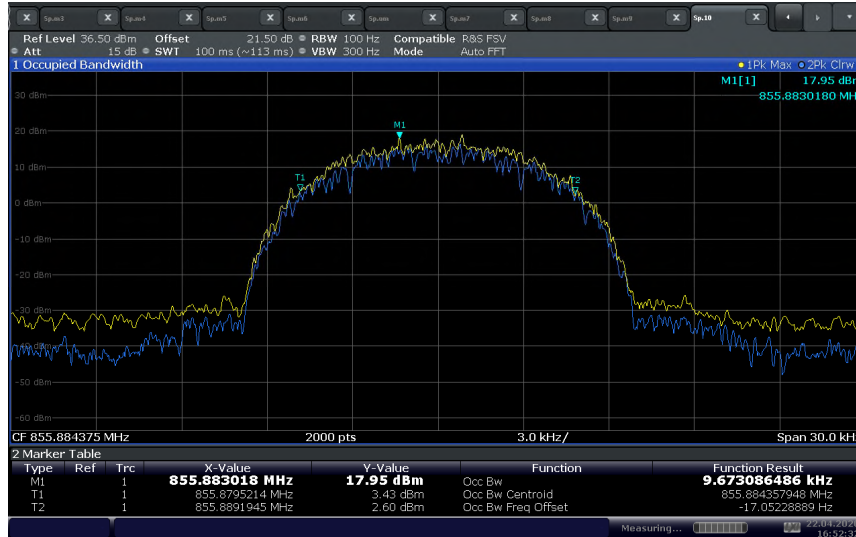 Sp.m3 X Sp.m4 X Sp.m5 X Sp.m6 X Sp.um X Sp.m7 X Sp.m8 X Sp.m9 X Sp.10 X
Ref Level 36.50 dBm Offset 21.50 dB RBW 100 Hz Compatible R&S FSV
Att 15 dB SWT 100 ms (~113 ms) VBW 300 Hz Mode Auto FFT
1 Occupied Bandwidth 1Pk Max 2Pk Clrw
M1[1] 17.95 dBm
855.8830180 MH
30 dBm
20 dBm
M1
10 dBm
T1
T2
0 dBm
-10 dBm
-20 dBm
-30 dBm
-40 dBm
-50 dBm
-60 dBm
CF 855.884375 MHz 2000 pts 3.0 kHz/ Span 30.0 kH
2 Marker Table
Type Ref Trc X-Value Y-Value Function Function Result
M1 1 855.883018 MHz 17.95 dBm Occ Bw 9.673086486 kHz
T1 1 855.8795214 MHz 3.43 dBm Occ Bw Centroid 855.884357948 MHz
T2 1 855.8891945 MHz 2.60 dBm Occ Bw Freq Offset -17.05228889 Hz
Measuring... 22.04.202
16:52:3